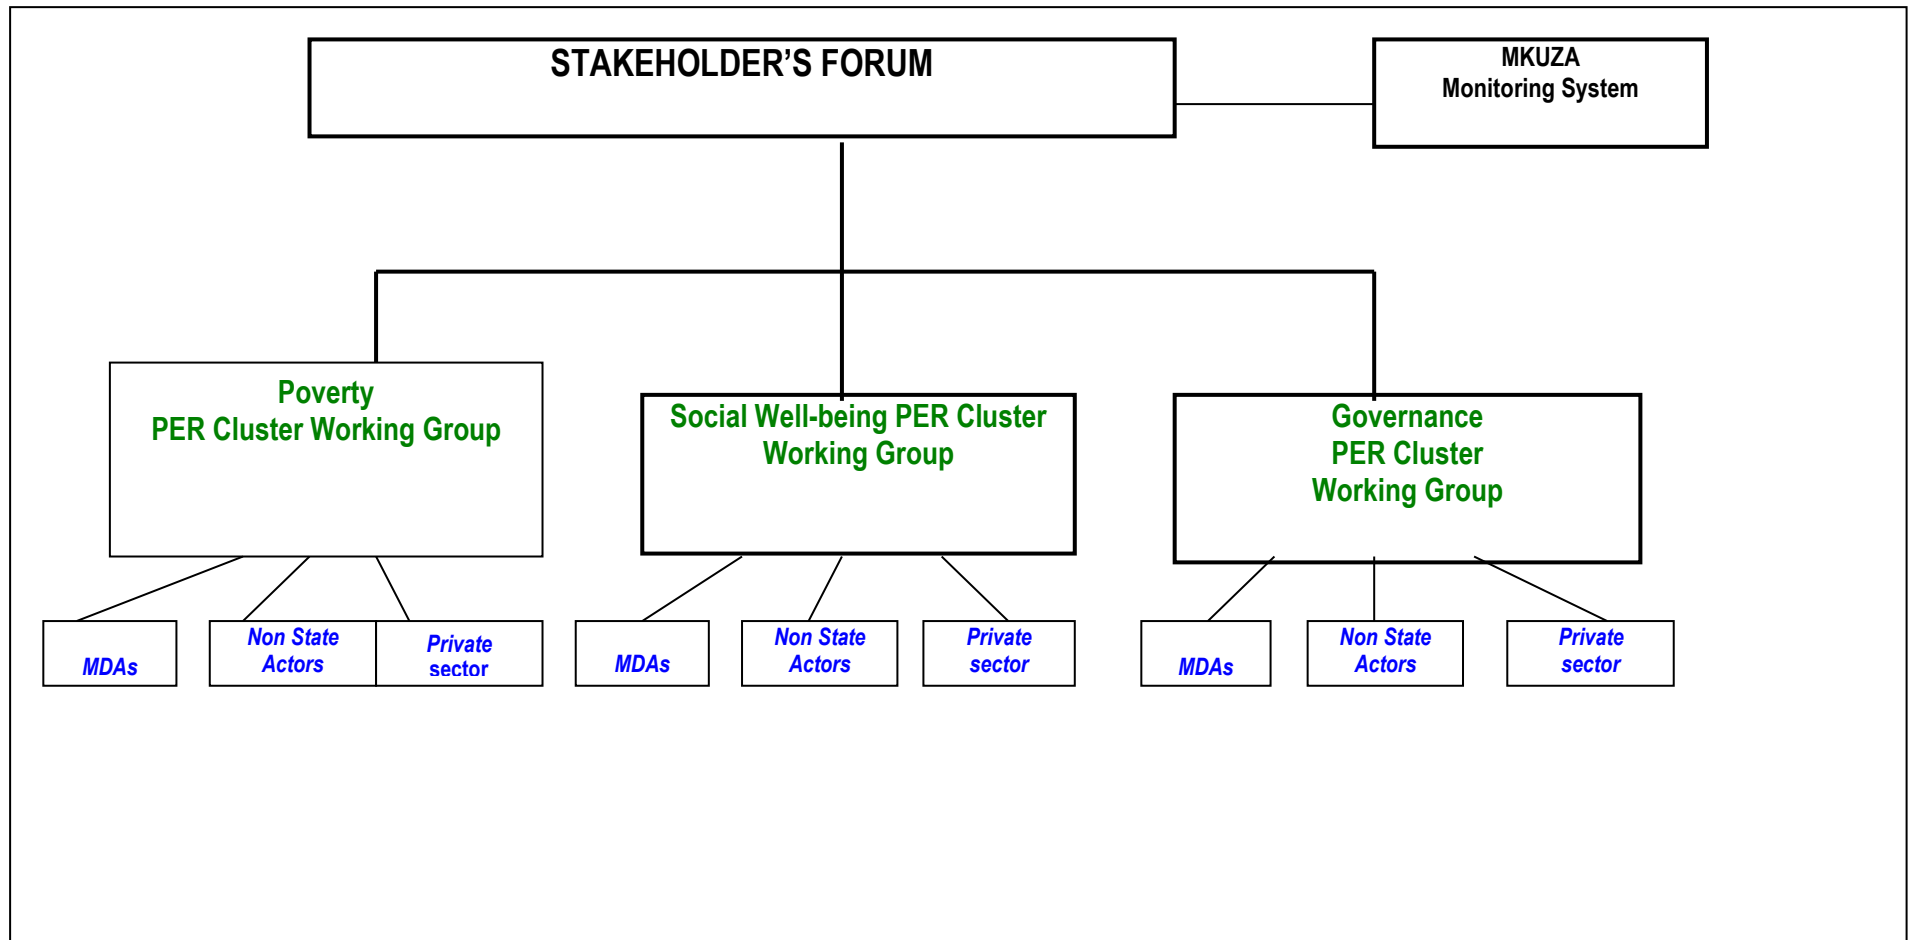 STAKEHOLDER’S FORUM
MKUZA
Monitoring System
Poverty
PER Cluster Working Group
Social Well-being PER Cluster
Working Group
Governance
PER Cluster
Working Group
MDAs
Non State
Actors
Private
sector
MDAs
Non State
Actors
Private
sector
MDAs
Non State
Actors
Private
sector